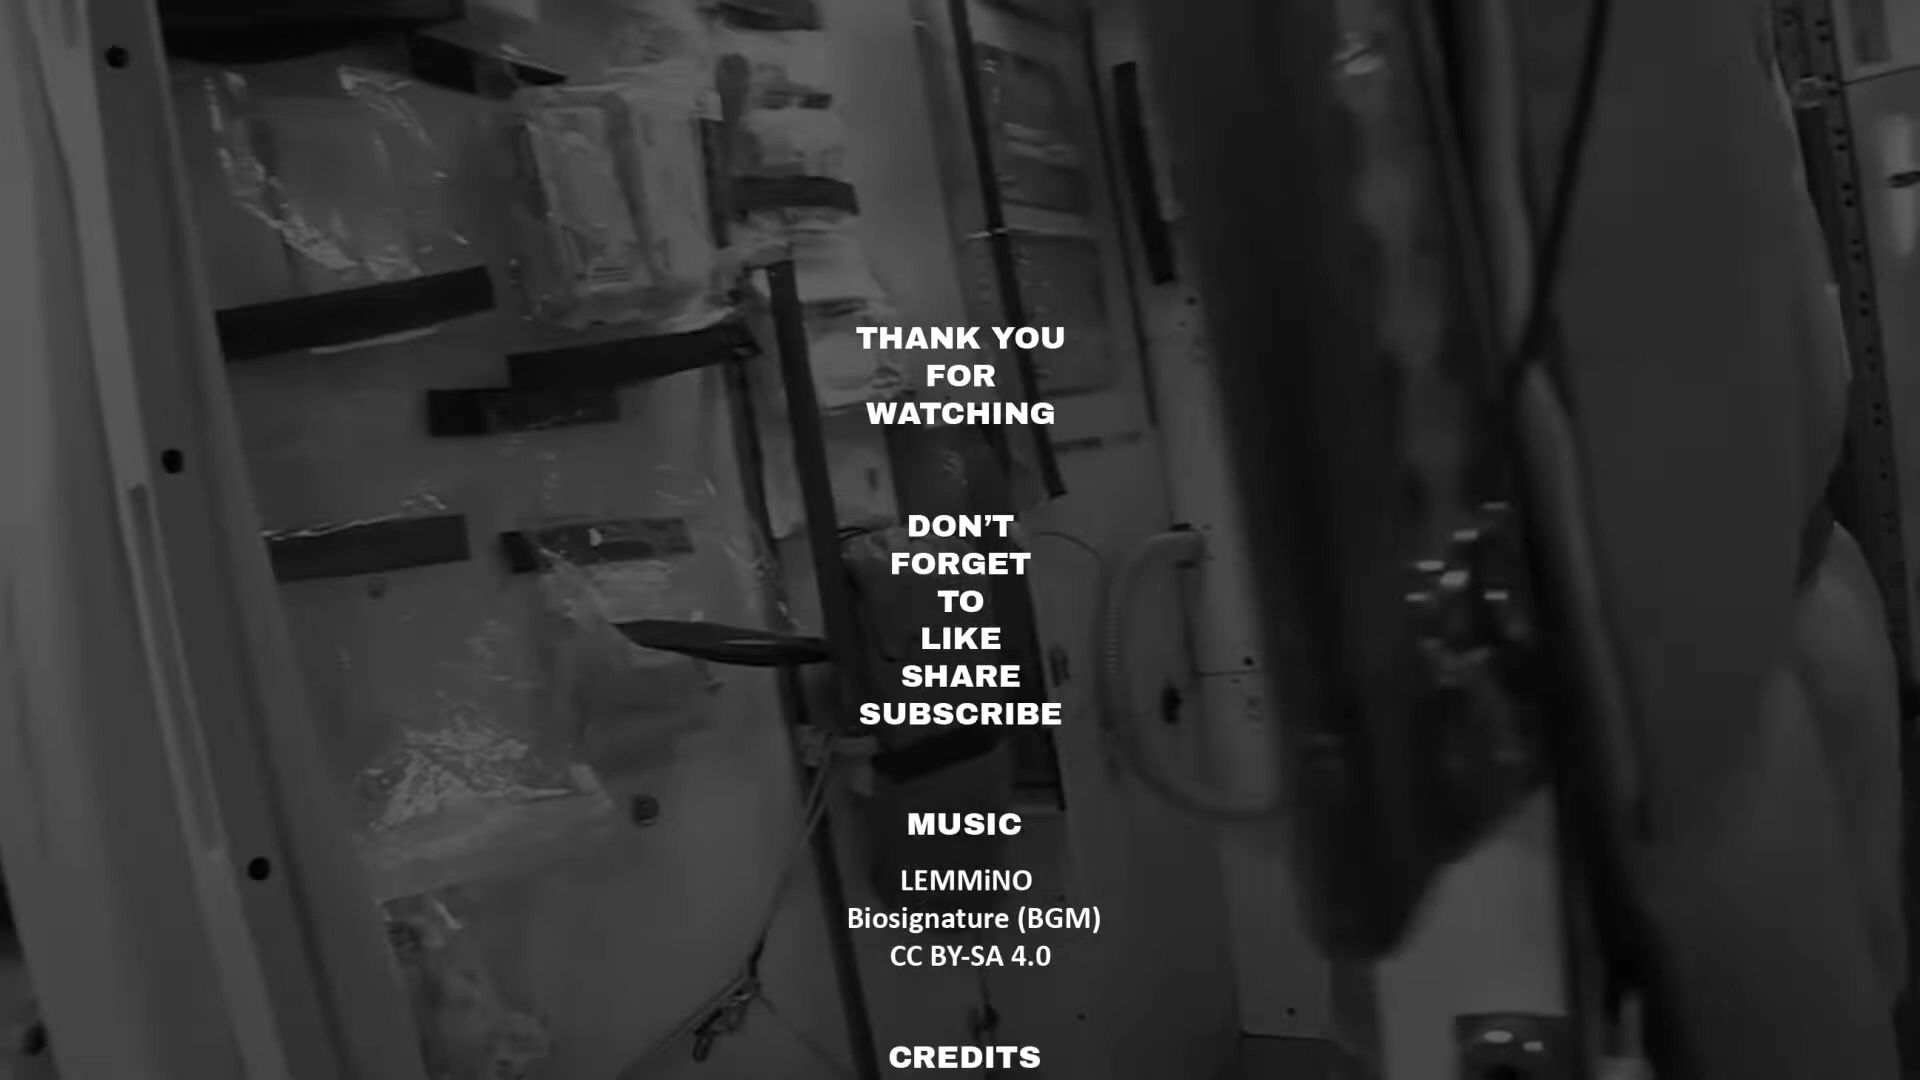 THANK YOU
FOR
WATCHING
DON’T
FORGET
TO
LIKE
SHARE
SUBSCRIBE
MUSIC
LEMMiNO
Biosignature (BGM)
CC BY-SA 4.0
CREDITS